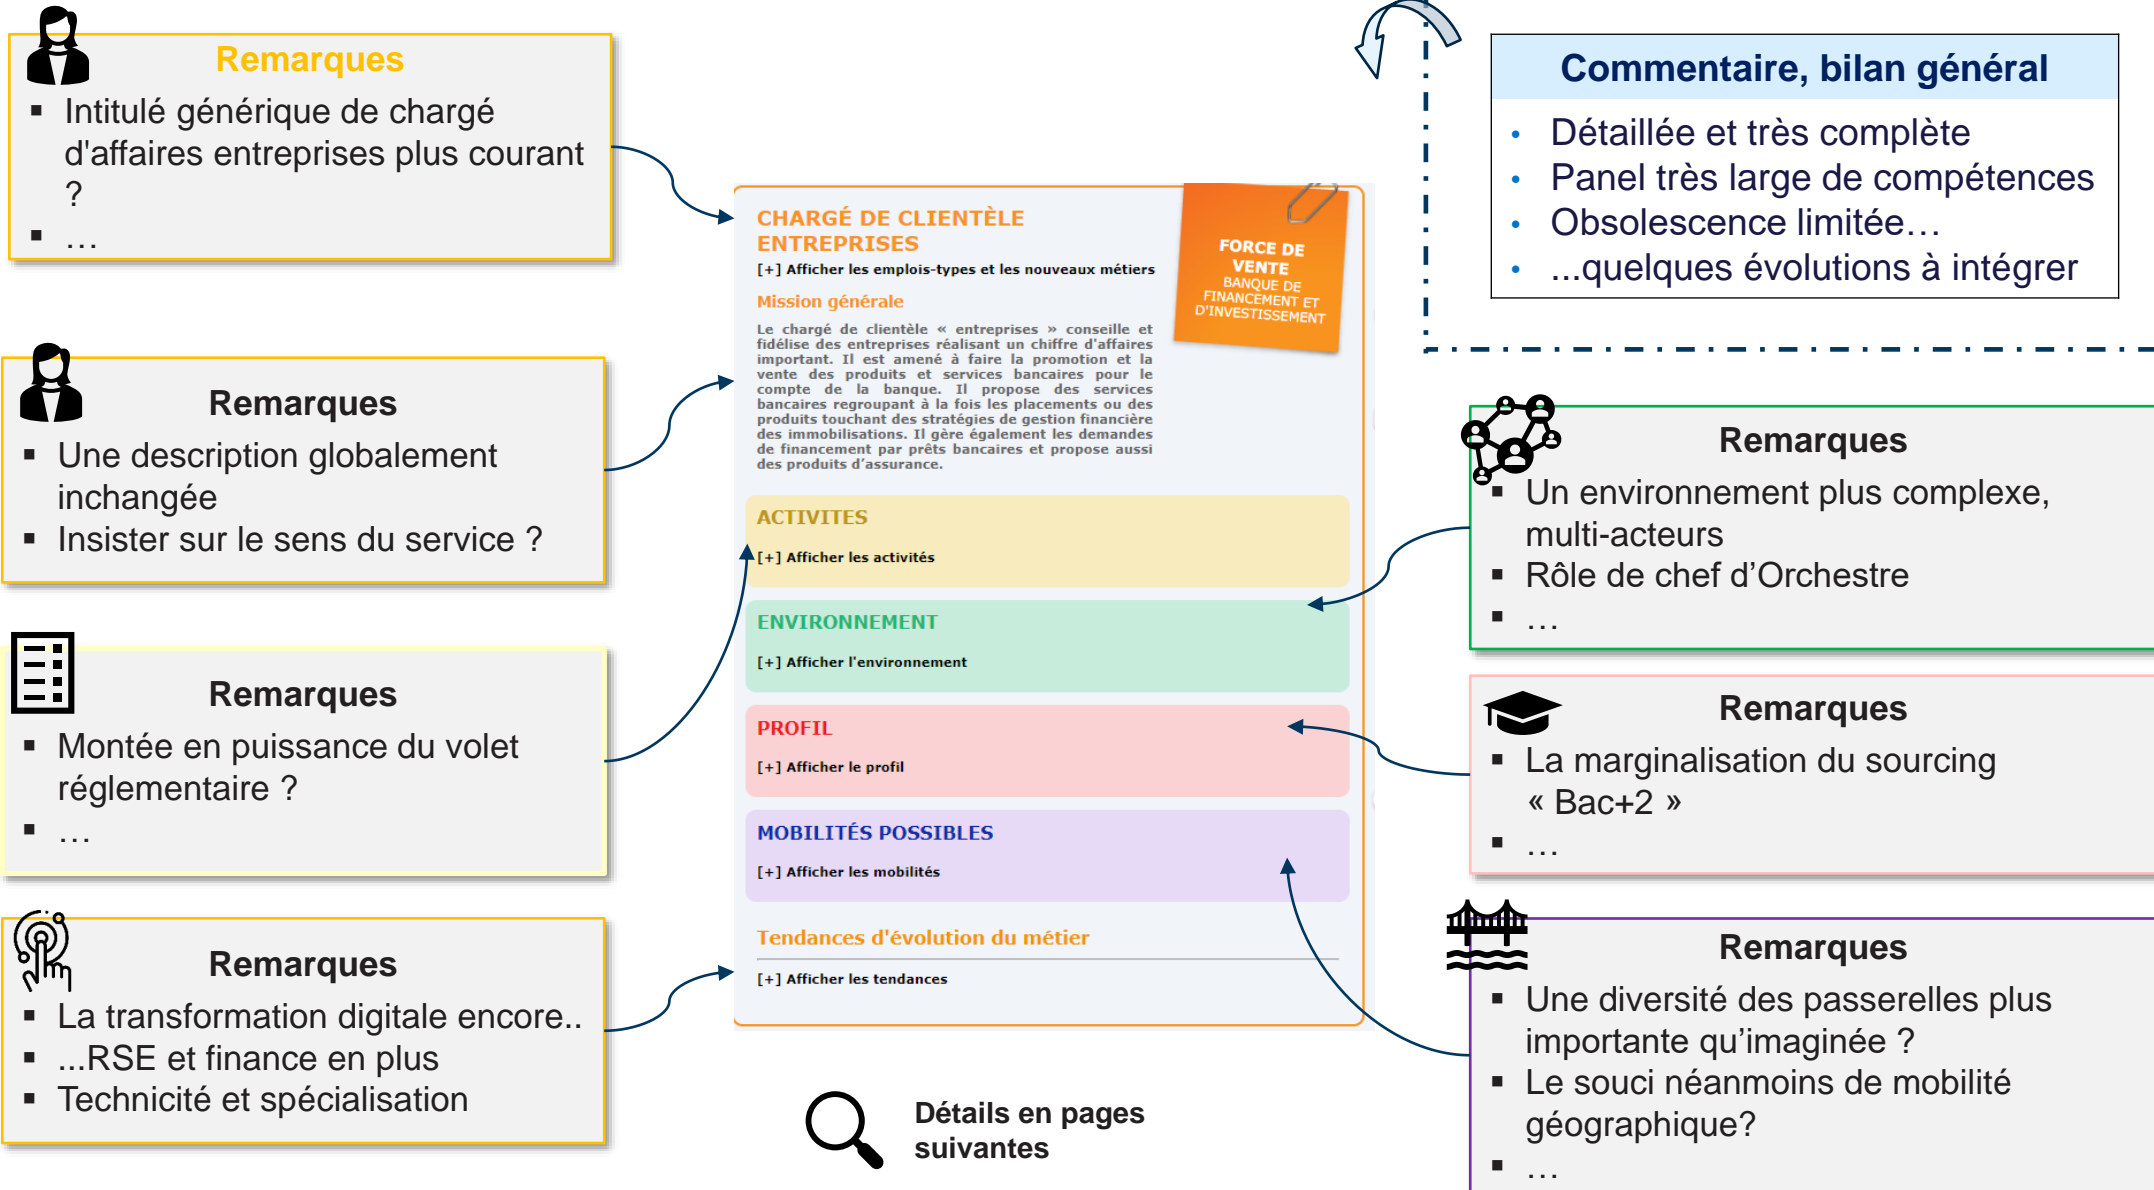 Remarques
▪ Intitulé générique de chargé
d'affaires entreprises plus courant
?
▪ …
Remarques
▪ Une description globalement
inchangée
▪ Insister sur le sens du service ?
Remarques
▪ Montée en puissance du volet
réglementaire ?
▪ …
Remarques
▪ La transformation digitale encore..
▪ ...RSE et finance en plus
▪ Technicité et spécialisation
CHARGÉ DE CLIENTÈLE
ENTREPRISES
[+] Afficher les emplois-types et les nouveaux métiers
FORCE DE
VENTE
BANQUE DE
FINANCEMENT ET
D'INVESTISSEMENT
Mission générale
Le chargé de clientèle « entreprises » conseille et
fidélise des entreprises réalisant un chiffre d'affaires
important. Il est amené à faire la promotion et la
vente des produits et services bancaires pour le
compte de la banque. Il propose des services
bancaires regroupant à la fois les placements ou des
produits touchant des stratégies de gestion financière
des immobilisations. Il gère également les demandes
de financement par prêts bancaires et propose aussi
des produits d'assurance.
ACTIVITES
[+] Afficher les activités
ENVIRONNEMENT
[+] Afficher l'environnement
PROFIL
[+] Afficher le profil
MOBILITÉS POSSIBLES
[+] Afficher les mobilités
Tendances d'évolution du métier
[+] Afficher les tendances
Détails en pages
suivantes
Commentaire, bilan général
• Détaillée et très complète
• Panel très large de compétences
• Obsolescence limitée…
• ...quelques évolutions à intégrer
Remarques
▪ Un environnement plus complexe,
multi-acteurs
▪ Rôle de chef d’Orchestre
▪ …
Remarques
▪ La marginalisation du sourcing
« Bac+2 »
▪ …
Remarques
▪ Une diversité des passerelles plus
importante qu’imaginée ?
▪ Le souci néanmoins de mobilité
géographique?
▪ …